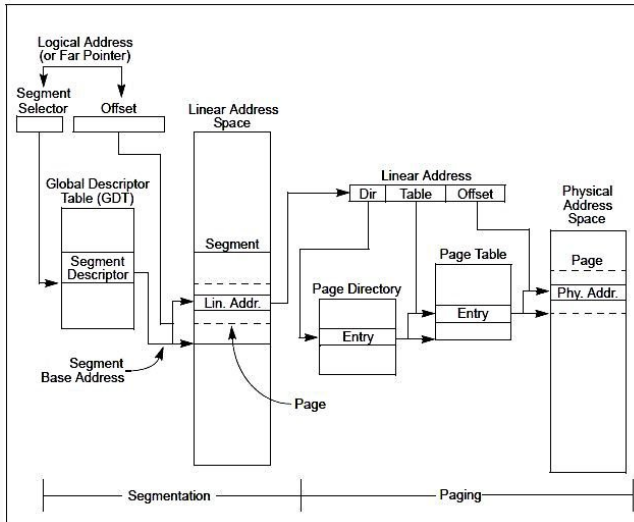 Logical Address
(or Far Pointer)
Segment
Selector
Offset
Linear Address
Space
Global Descriptor
Table (GDT)
Segment
Descriptor
Segment
Lin. Addr.
Segment
Base Address
Page
Linear Address
Dir
Table
Offset
Physical
Address
Space
Page Table
Page Directory
Entry
Entry
Page
Phy. Addr.
Segmentation
Paging